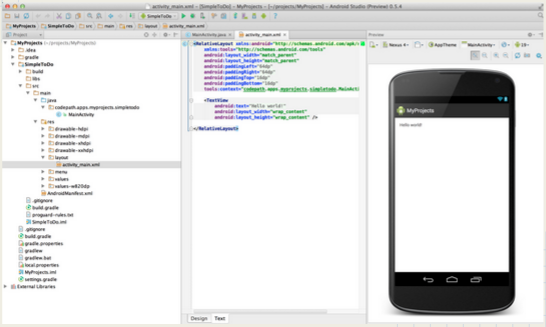 activity_main.xml - [SimpleToDo] - MyProjects - [~/projects/MyProjects] - Android Studio (Preview) 0.5.4
SimpleToDo
MyProjects SimpleToDo src main res layout activity_main.xml
Project
MyProjects (~/projects/MyProjects)
.idea
gradle
SimpleToDo
build
libs
src
main
java
codepath.apps.myprojects.simpletodo
MainActivity
res
drawable-hdpi
drawable-mdpi
drawable-xhdpi
drawable-xxhdpi
layout
activity_main.xml
menu
values
values-w820dp
AndroidManifest.xml
.gitignore
build.gradle
proguard-rules.txt
SimpleToDo.iml
.gitignore
build.gradle
gradle.properties
gradlew
gradlew.bat
local.properties
MyProjects.iml
settings.gradle
External Libraries
MainActivity.java activity_main.xml
<RelativeLayout xmlns:android="http://schemas.android.com/apk/r
xmlns:tools="http://schemas.android.com/tools"
android:layout_width="match_parent"
android:layout_height="match_parent"
android:paddingLeft="64dp"
android:paddingRight="64dp"
android:paddingTop="16dp"
android:paddingBottom="16dp"
tools:context="codepath.apps.myprojects.simpletodo.MainActi
<TextView
android:text="Hello world!"
android:layout_width="wrap_content"
android:layout_height="wrap_content" />
</RelativeLayout>
Design Text
Preview
Nexus 4 AppTheme MainActivity 19
MyProjects
Hello world!